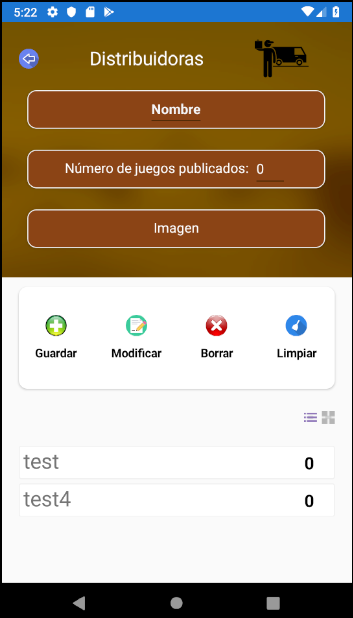 5:22
Distribuidoras
Nombre
Número de juegos publicados: 0
Imagen
Guardar Modificar Borrar Limpiar
test 0
test4 0